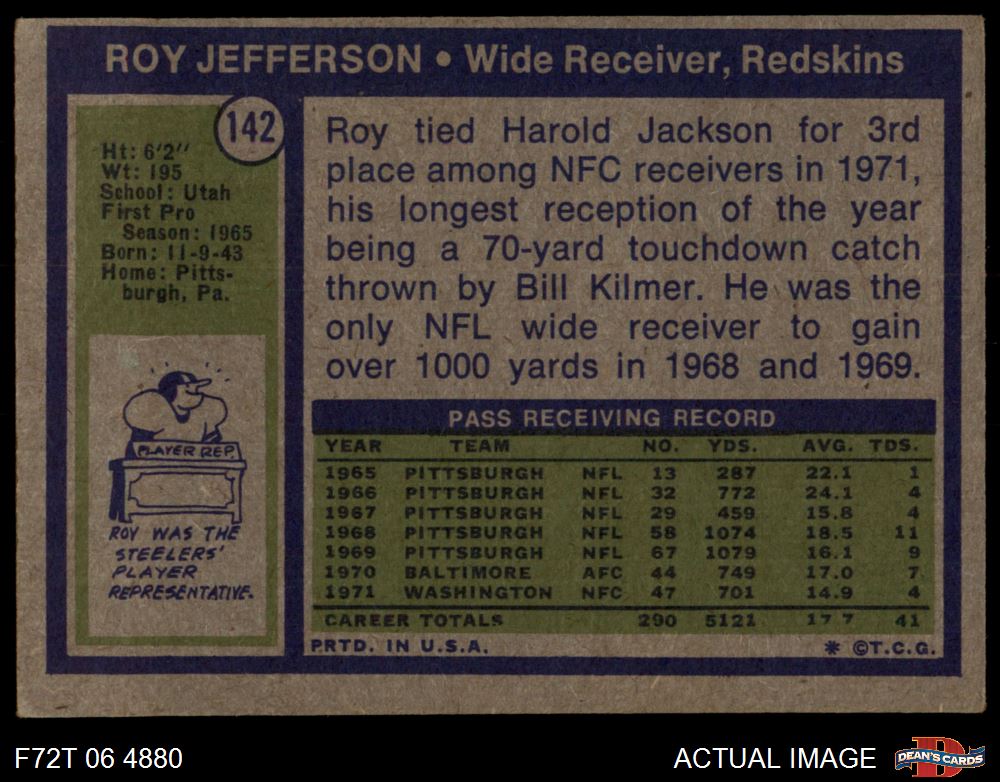 ROY JEFFERSON • Wide Receiver, Redskins
142
Ht: 6'2"
Wt: 195
School: Utah
First Pro
Season: 1965
Born: 11-9-43
Home: Pitts-
burgh, Pa.
PLAYER REP.
ROY WAS THE
STEELERS'
PLAYER
REPRESENTATIVE.
Roy tied Harold Jackson for 3rd
place among NFC receivers in 1971,
his longest reception of the year
being a 70-yard touchdown catch
thrown by Bill Kilmer. He was the
only NFL wide receiver to gain
over 1000 yards in 1968 and 1969.
PASS RECEIVING RECORD
YEAR TEAM NO. YDS. AVG. TDS.
1965 PITTSBURGH NFL 13 287 22.1 1
1966 PITTSBURGH NFL 32 772 24.1 4
1967 PITTSBURGH NFL 29 459 15.8 4
1968 PITTSBURGH NFL 58 1074 18.5 11
1969 PITTSBURGH NFL 67 1079 16.1 9
1970 BALTIMORE AFC 44 749 17.0 7
1971 WASHINGTON NFC 47 701 14.9 4
CAREER TOTALS 290 5121 17.7 41
PRTD. IN U.S.A. * ©T.C.G.
F72T 06 4880 ACTUAL IMAGE
D
DEAN'S CARDS